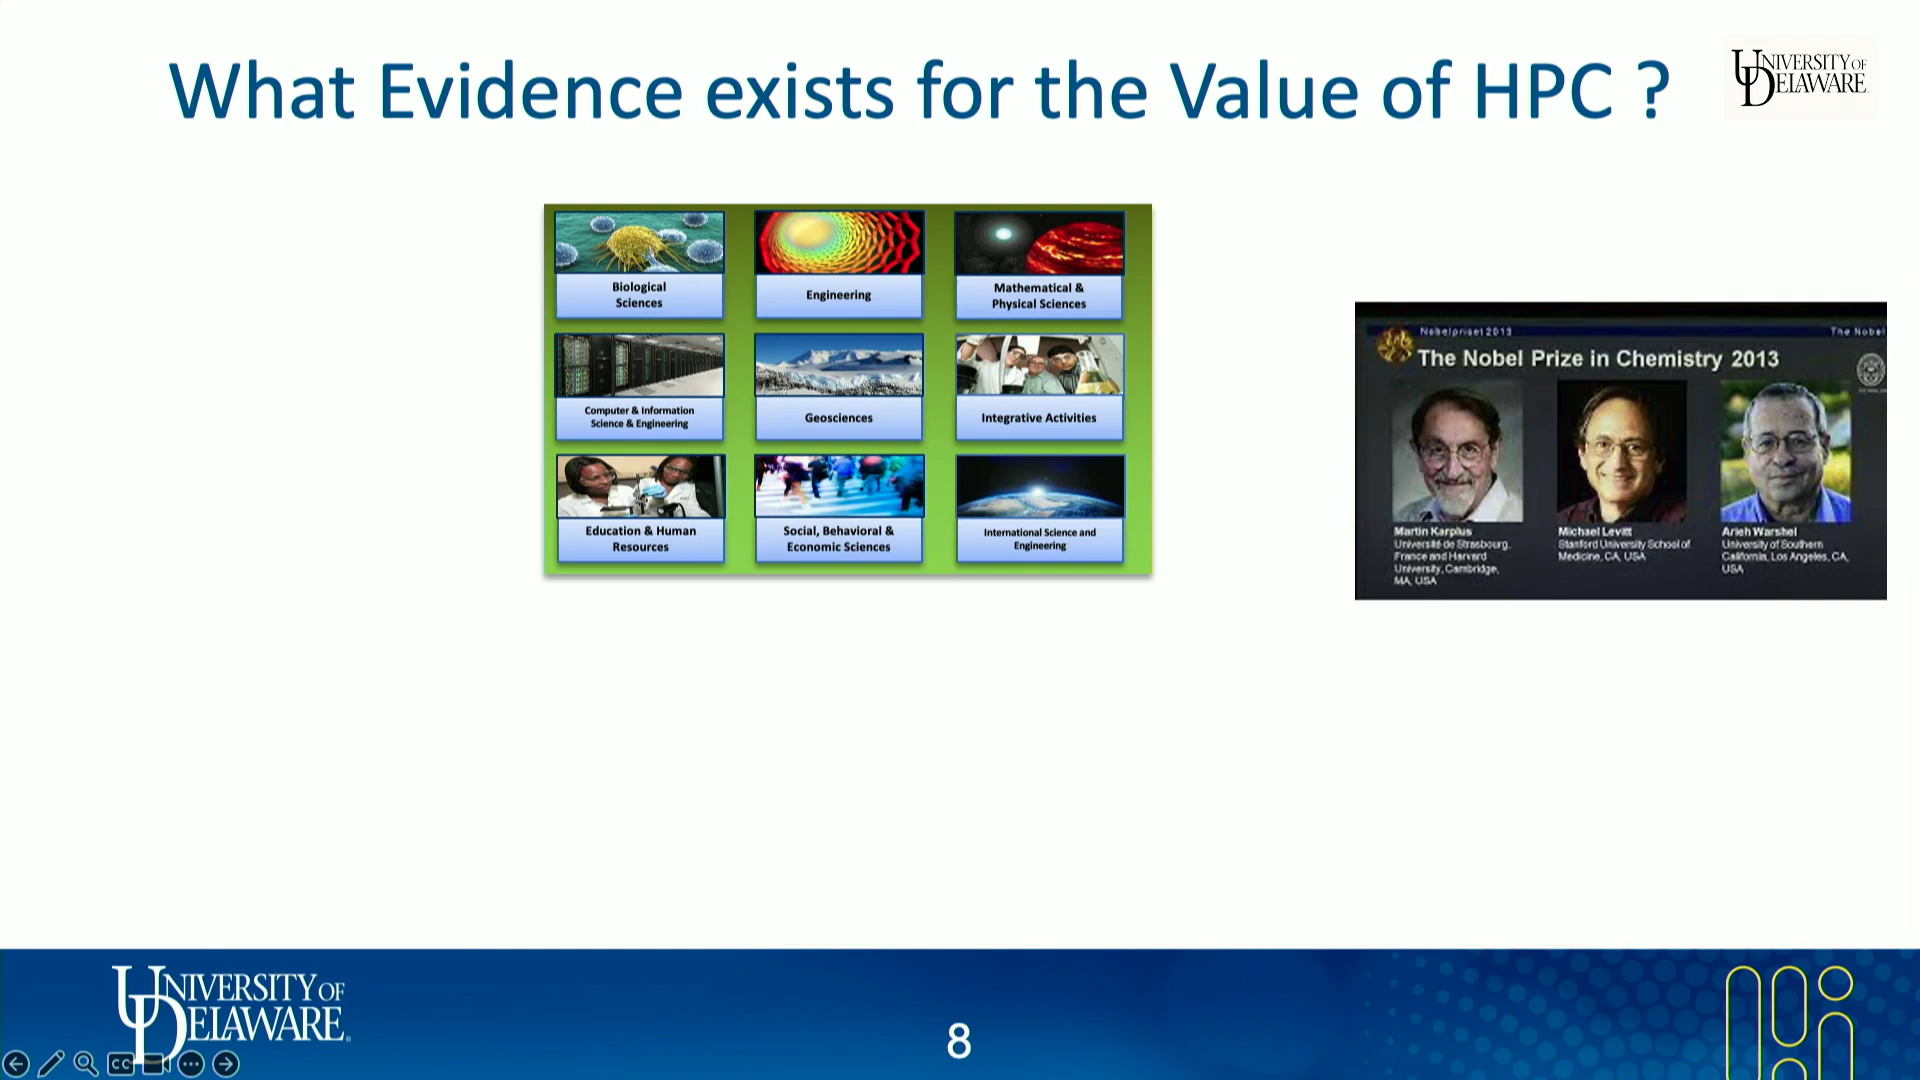 What Evidence exists for the Value of HPC ?
UNIVERSITY OF
DELAWARE
Biological
Sciences
Engineering
Mathematical &
Physical Sciences
Computer & Information
Science & Engineering
Geosciences
Integrative Activities
Education & Human
Resources
Social, Behavioral &
Economic Sciences
International Science and
Engineering
Nobelpriset 2013
The Nobel
The Nobel Prize in Chemistry 2013
Martin Karplus
Université de Strasbourg,
France and Harvard
University, Cambridge,
MA, USA
Michael Levitt
Stanford University School of
Medicine, CA, USA
Arieh Warshel
University of Southern
California, Los Angeles, CA,
USA
UNIVERSITY OF
DELAWARE
8
CC